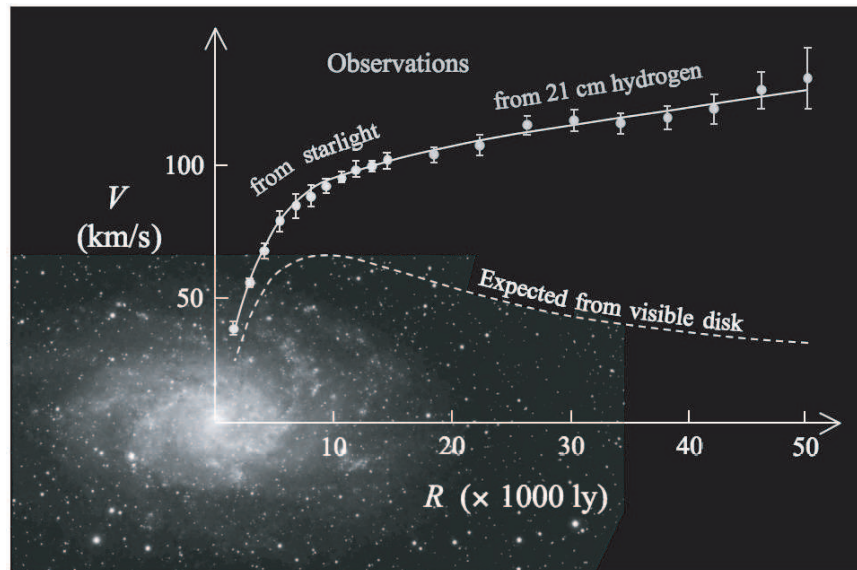 Observations
from 21 cm hydrogen
from starlight
100
V
(km/s)
50
Expected from visible disk
10
20
30
40
50
R (× 1000 ly)